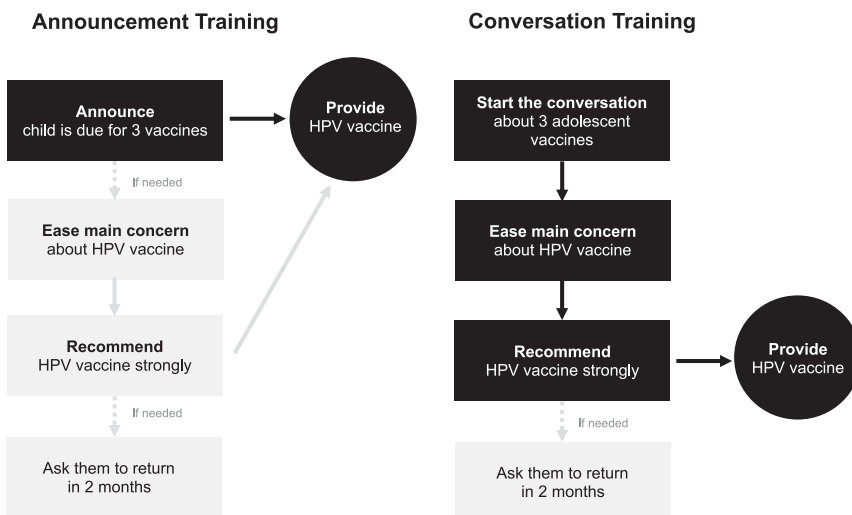 Announcement Training
Announce
child is due for 3 vaccines
Provide
HPV vaccine
If needed
Ease main concern
about HPV vaccine
Recommend
HPV vaccine strongly
If needed
Ask them to return
in 2 months
Conversation Training
Start the conversation
about 3 adolescent
vaccines
Ease main concern
about HPV vaccine
Recommend
HPV vaccine strongly
Provide
HPV vaccine
If needed
Ask them to return
in 2 months